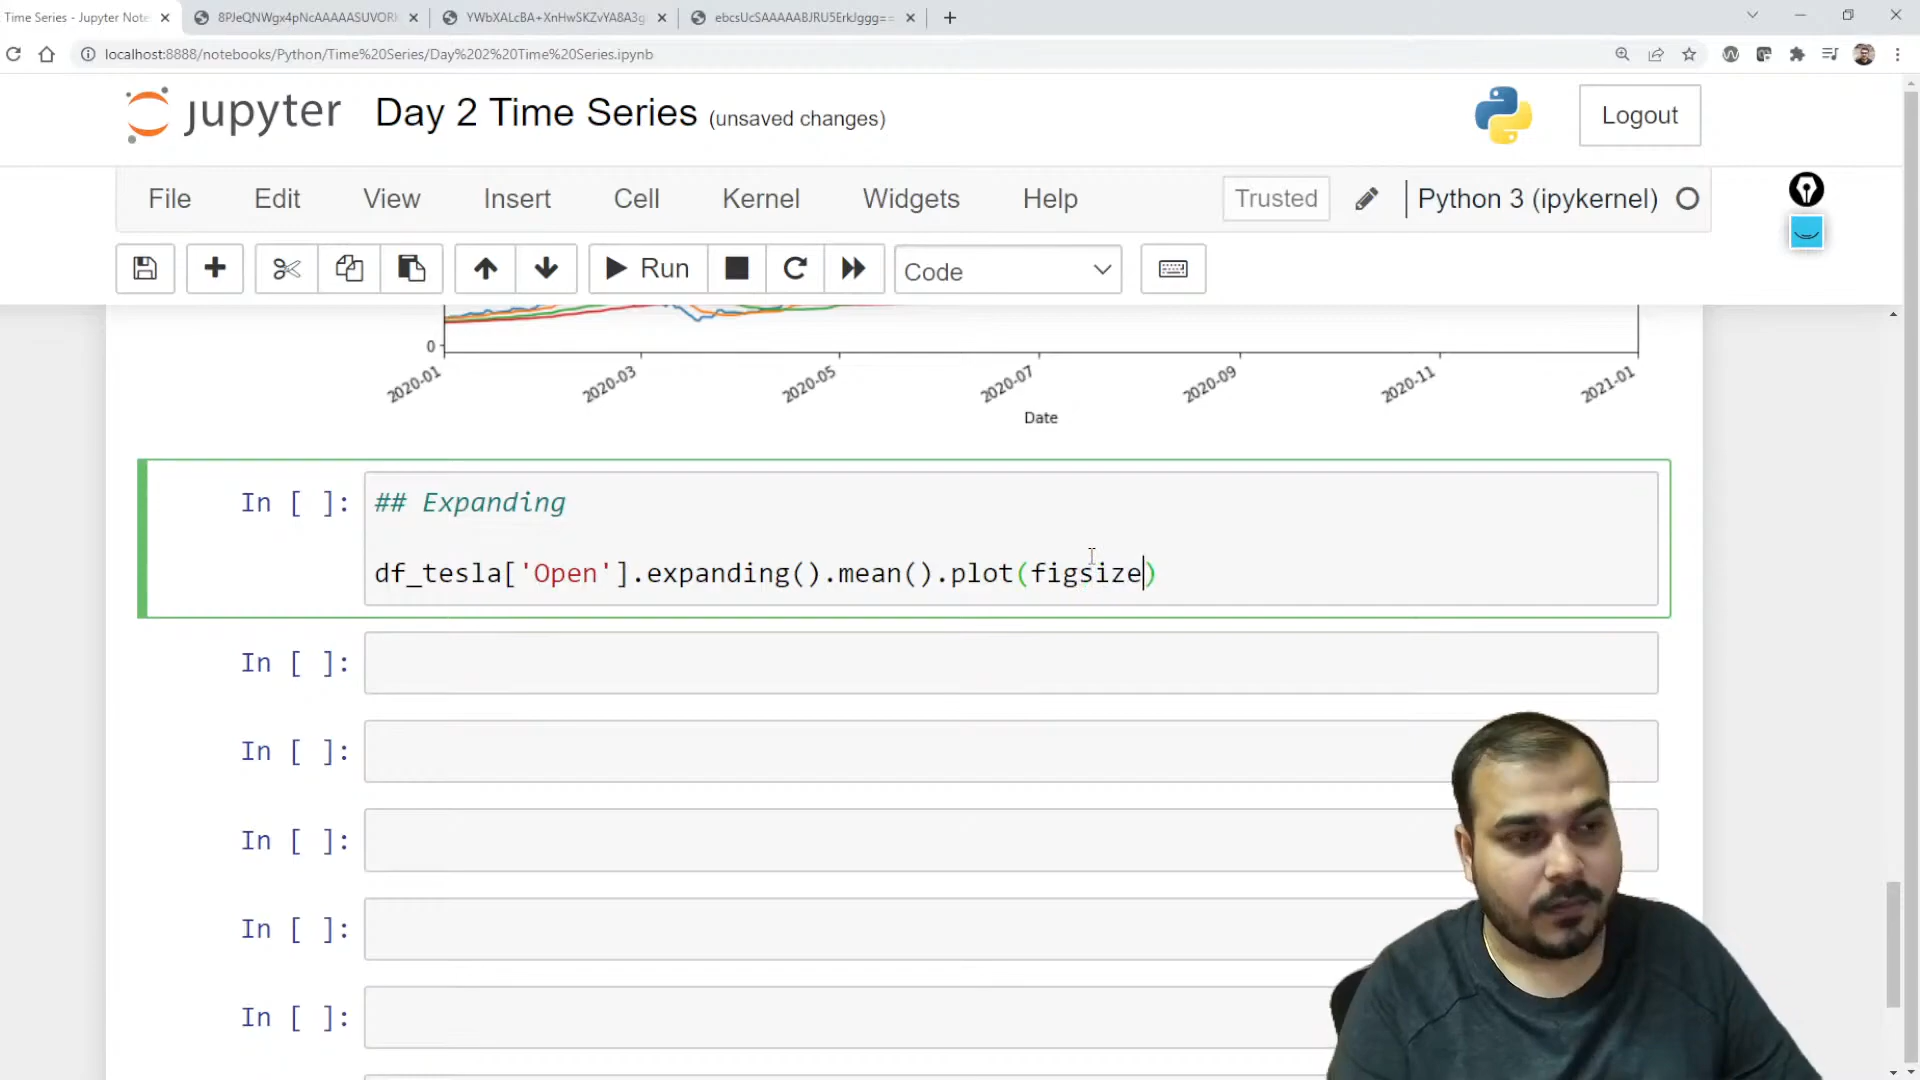 Time Series - Jupyter Note
8PJeQNWgx4pNcAAAAASUVOR
YWbXALcBA+XnHwSKZvYA8A3g
ebcsUcSAAAAABJRU5ErkJggg==
localhost:8888/notebooks/Python/Time%20Series/Day%202%20Time%20Series.ipynb
jupyter
Day 2 Time Series (unsaved changes)
Logout
File Edit View Insert Cell Kernel Widgets Help
Trusted
Python 3 (ipykernel)
Run
Code
0
2020-01 2020-03 2020-05 2020-07 2020-09 2020-11 2021-01
Date
In [ ]: ## Expanding
df_tesla['Open'].expanding().mean().plot(figsize)
In [ ]:
In [ ]:
In [ ]:
In [ ]:
In [ ]: